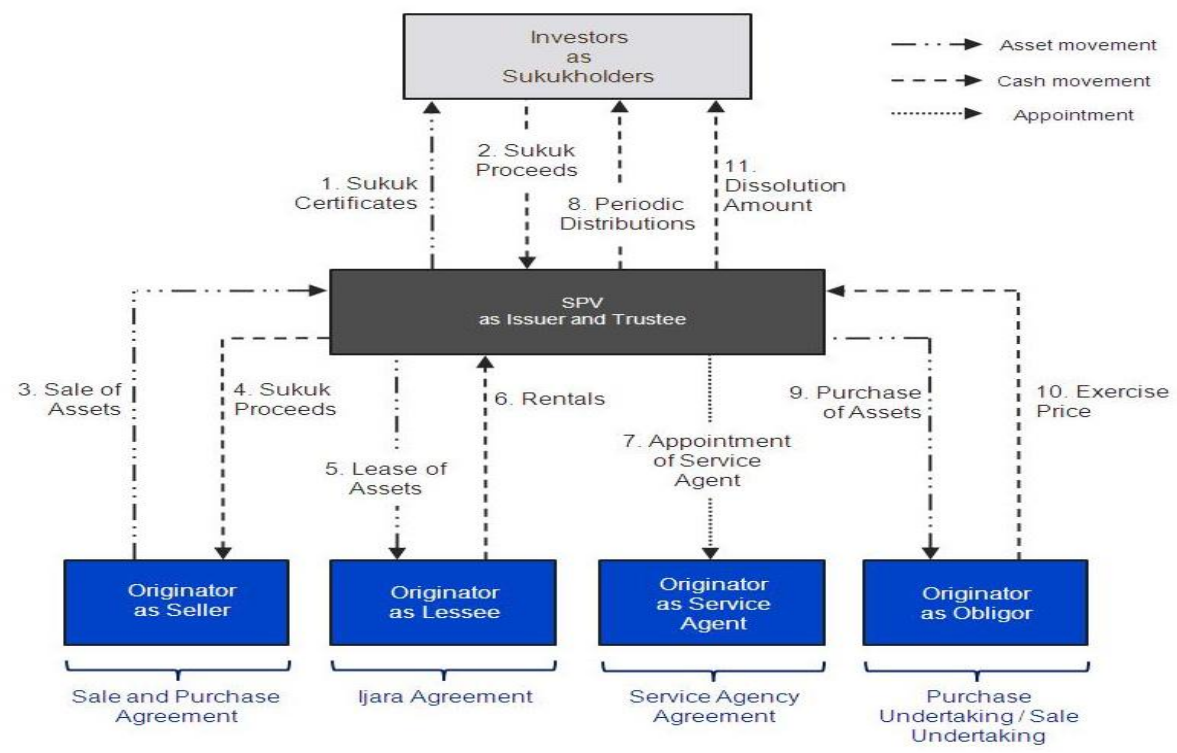 Investors
as
Sukukholders
Asset movement
Cash movement
Appointment
1. Sukuk
Certificates
2. Sukuk
Proceeds
8. Periodic
Distributions
11.
Dissolution
Amount
SPV
as Issuer and Trustee
3. Sale of
Assets
4. Sukuk
Proceeds
5. Lease of
Assets
6. Rentals
7. Appointment
of Service
Agent
9. Purchase
of Assets
10. Exercise
Price
Originator
as Seller
Originator
as Lessee
Originator
as Service
Agent
Originator
as Obligor
Sale and Purchase
Agreement
Ijara Agreement
Service Agency
Agreement
Purchase
Undertaking / Sale
Undertaking